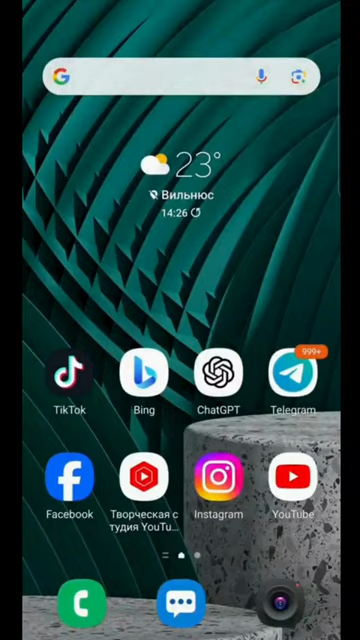 23°
Вильнюс
14:26
999+
TikTok
Bing
ChatGPT
Telegram
Facebook
Творческая с
тудия YouTu...
Instagram
YouTube